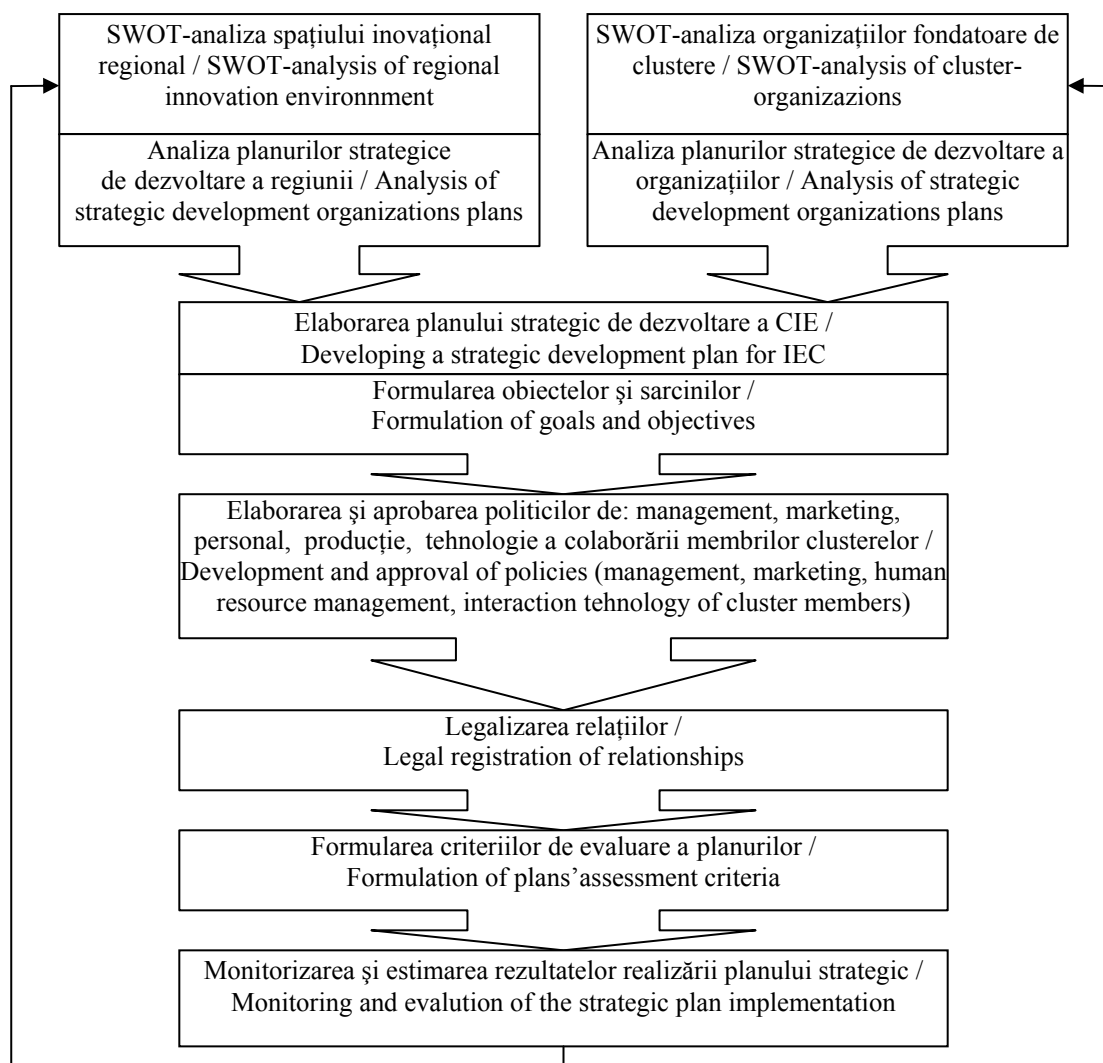 SWOT-analiza spațiului inovațional
regional / SWOT-analysis of regional
innovation environnment
Analiza planurilor strategice
de dezvoltare a regiunii / Analysis of
strategic development organizations plans
SWOT-analiza organizațiilor fondatoare de
clustere / SWOT-analysis of cluster-
organizazions
Analiza planurilor strategice de dezvoltare a
organizațiilor / Analysis of strategic
development organizations plans
Elaborarea planului strategic de dezvoltare a CIE /
Developing a strategic development plan for IEC
Formularea obiectelor şi sarcinilor /
Formulation of goals and objectives
Elaborarea şi aprobarea politicilor de: management, marketing,
personal, producție, tehnologie a colaborării membrilor clusterelor /
Development and approval of policies (management, marketing, human
resource management, interaction tehnology of cluster members)
Legalizarea relațiilor /
Legal registration of relationships
Formularea criteriilor de evaluare a planurilor /
Formulation of plans’assessment criteria
Monitorizarea şi estimarea rezultatelor realizării planului strategic /
Monitoring and evalution of the strategic plan implementation